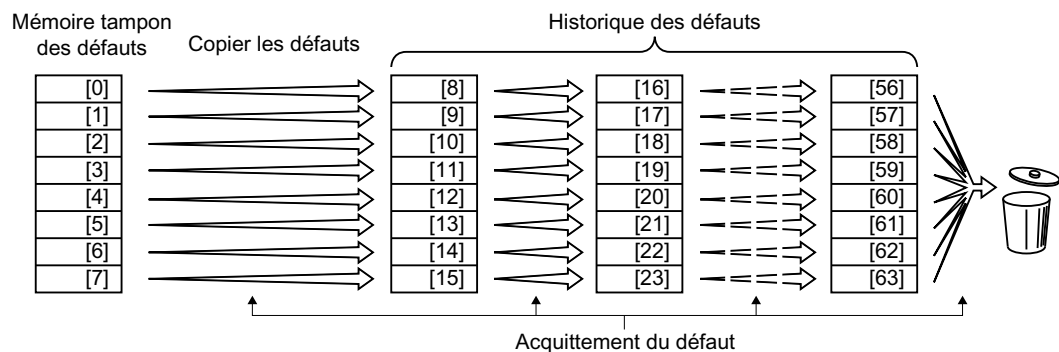 Mémoire tampon
des défauts
Copier les défauts
Historique des défauts
[0] [8] [16] [56]
[1] [9] [17] [57]
[2] [10] [18] [58]
[3] [11] [19] [59]
[4] [12] [20] [60]
[5] [13] [21] [61]
[6] [14] [22] [62]
[7] [15] [23] [63]
Acquittement du défaut